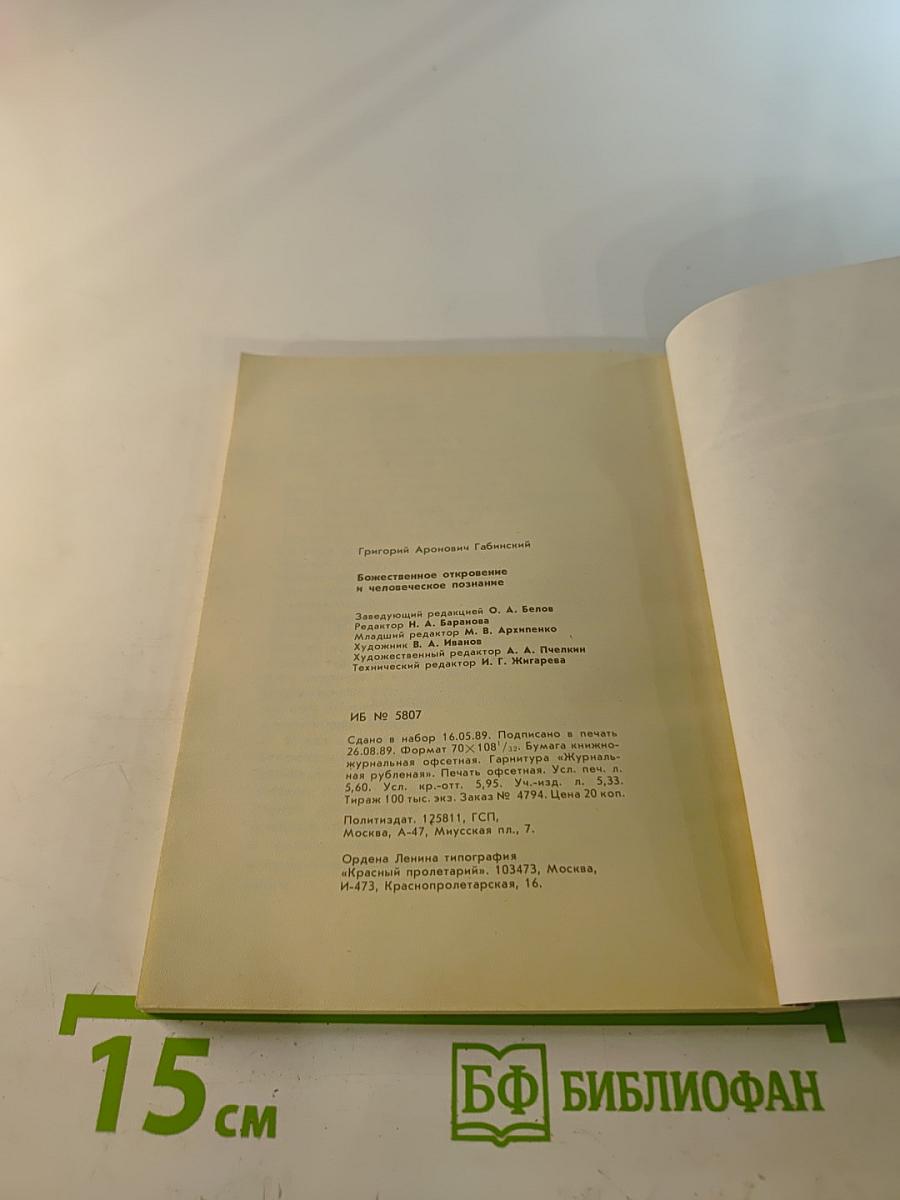 Григорий Аронович Габинский
Божественное откровение
и человеческое познание
Заведующий редакцией О. А. Белов
Редактор Н. А. Баранова
Младший редактор М. В. Архипенко
Художник В. А. Иванов
Художественный редактор А. А. Пчелкин
Технический редактор И. Г. Жигарева
ИБ № 5807
Сдано в набор 16.05.89. Подписано в печать
26.08.89. Формат 70×108¹/₃₂. Бумага книжно-
журнальная офсетная. Гарнитура «Журналь-
ная рубленая». Печать офсетная. Усл. печ. л.
5,60. Усл. кр.-отт. 5,95. Уч.-изд. л. 5,33.
Тираж 100 тыс. экз. Заказ № 4794. Цена 20 коп.
Политиздат. 125811, ГСП,
Москва, А-47, Миусская пл., 7.
Ордена Ленина типография
«Красный пролетарий». 103473, Москва,
И-473, Краснопролетарская, 16.
15 см
БФ БИБЛИОФАН